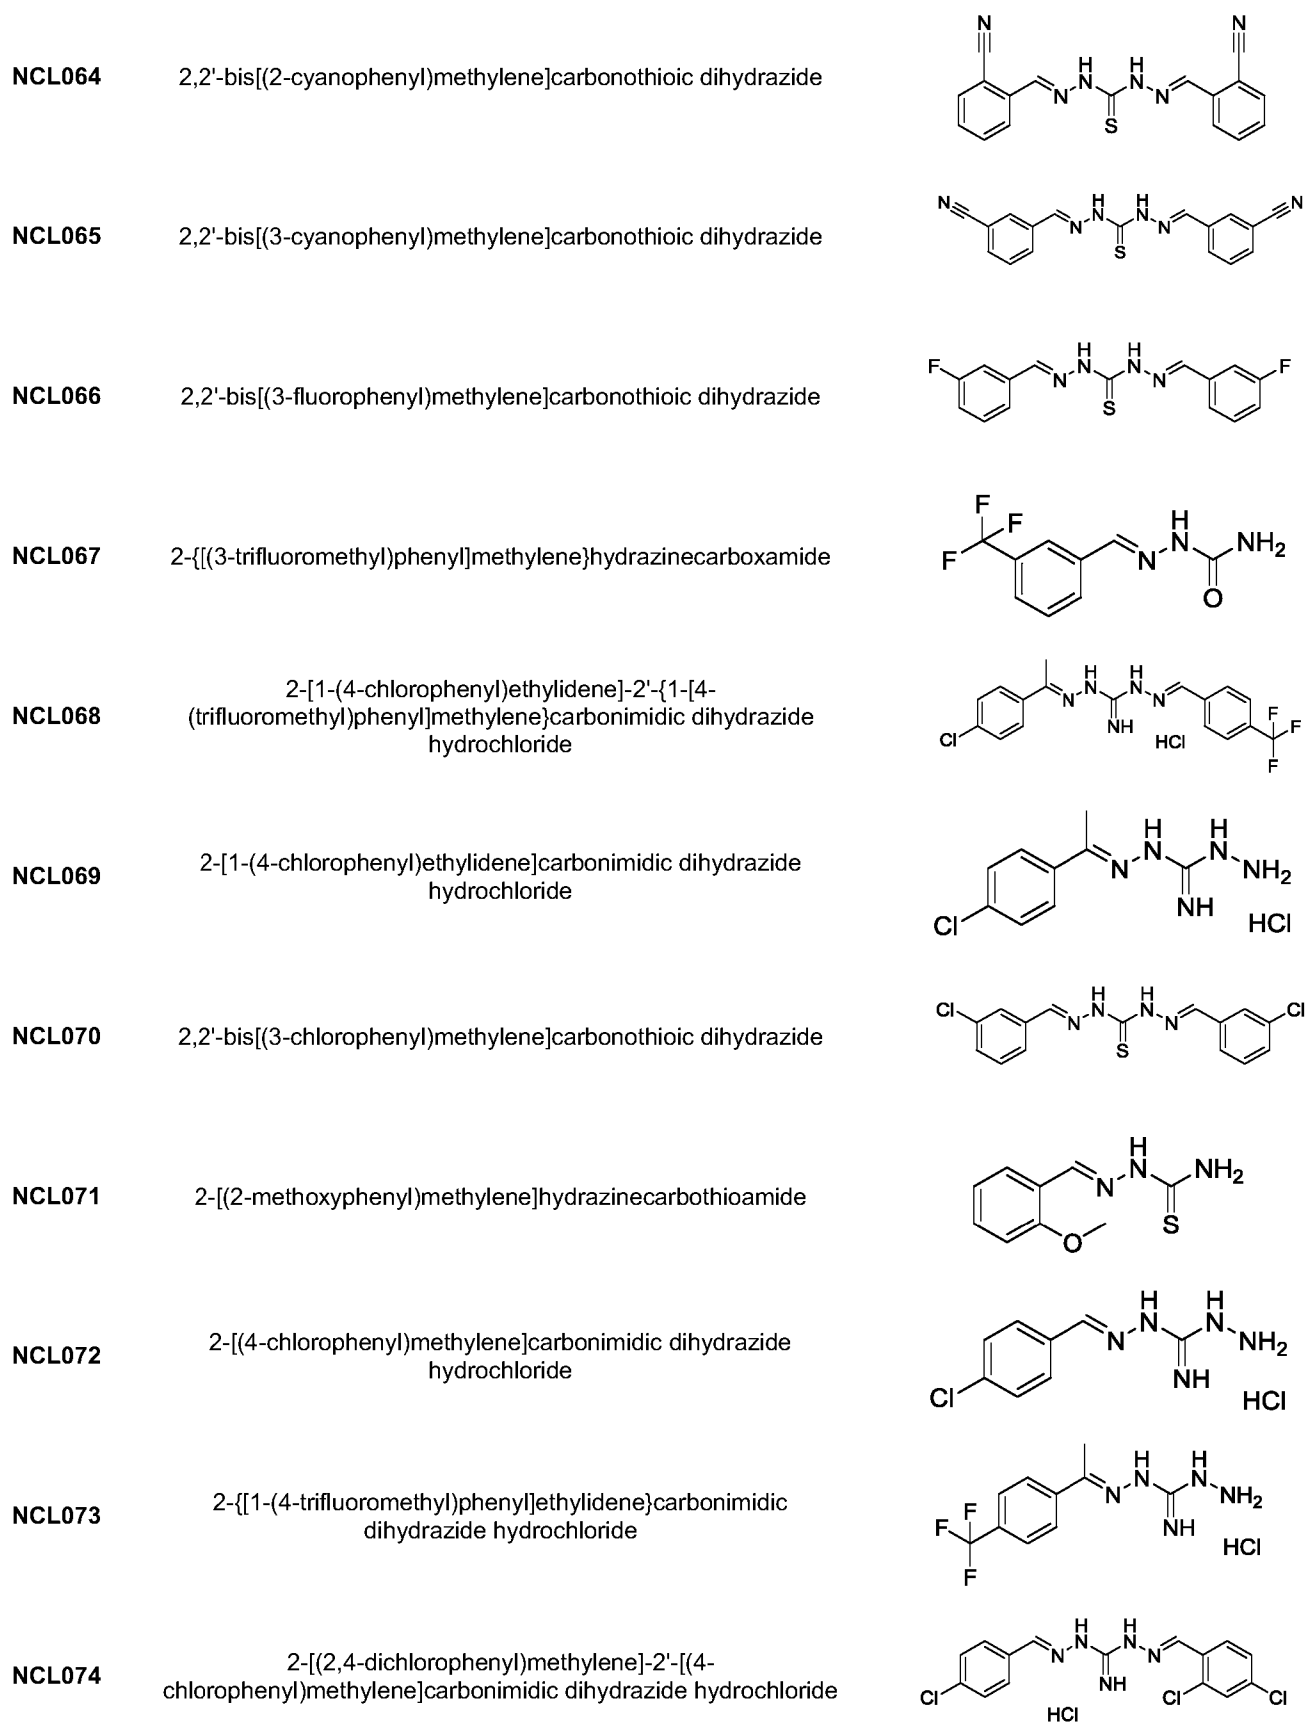 NCL064
2,2'-bis[(2-cyanophenyl)methylene]carbonothioic dihydrazide
N N
H H
N N
N N
S
NCL065
2,2'-bis[(3-cyanophenyl)methylene]carbonothioic dihydrazide
N H H N
N N
N N
S
NCL066
2,2'-bis[(3-fluorophenyl)methylene]carbonothioic dihydrazide
H H
F N N F
N N
S
NCL067
2-{[(3-trifluoromethyl)phenyl]methylene}hydrazinecarboxamide
F
F H
F N NH2
N
O
NCL068
2-[1-(4-chlorophenyl)ethylidene]-2'-{1-[4-
(trifluoromethyl)phenyl]methylene}carbonimidic dihydrazide
hydrochloride
H H
N N
N N
NH F
Cl HCl F
F
NCL069
2-[1-(4-chlorophenyl)ethylidene]carbonimidic dihydrazide
hydrochloride
H H
N N
N NH2
NH
Cl HCl
NCL070
2,2'-bis[(3-chlorophenyl)methylene]carbonothioic dihydrazide
H H
Cl N N Cl
N N
S
NCL071
2-[(2-methoxyphenyl)methylene]hydrazinecarbothioamide
H
N NH2
N
S
O
NCL072
2-[(4-chlorophenyl)methylene]carbonimidic dihydrazide
hydrochloride
H H
N N
N NH2
NH
Cl HCl
NCL073
2-{[1-(4-trifluoromethyl)phenyl]ethylidene}carbonimidic
dihydrazide hydrochloride
H H
N N
N NH2
F NH
F HCl
F
NCL074
2-[(2,4-dichlorophenyl)methylene]-2'-[(4-
chlorophenyl)methylene]carbonimidic dihydrazide hydrochloride
H H
N N
N N
NH
Cl Cl Cl
HCl